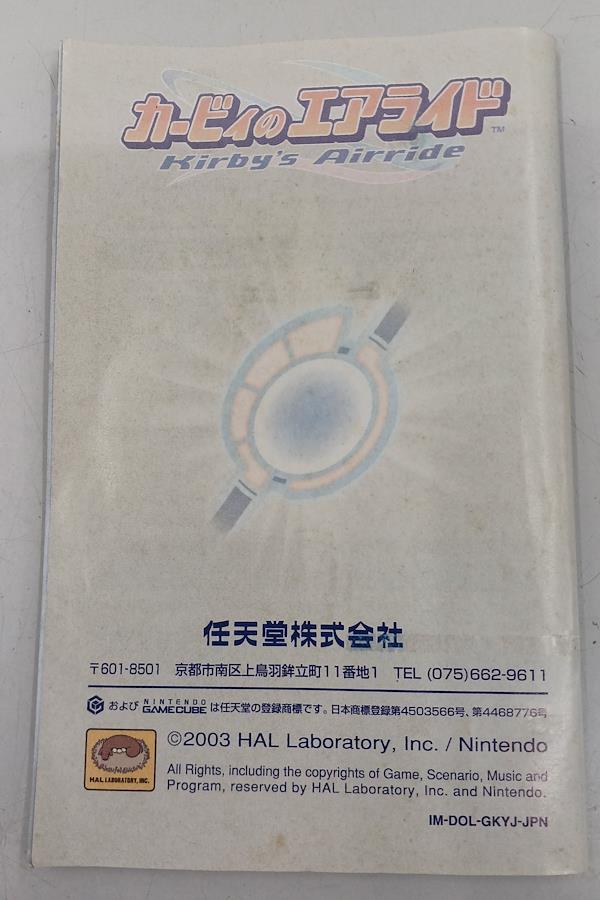 カービィのエアライド™
Kirby's Airride
任天堂株式会社
〒601-8501 京都市南区上鳥羽鉾立町11番地1 TEL (075)662-9611
および NINTENDO GAMECUBE は任天堂の登録商標です。日本商標登録第4503566号、第4468776号
HAL LABORATORY, INC.
©2003 HAL Laboratory, Inc. / Nintendo
All Rights, including the copyrights of Game, Scenario, Music and
Program, reserved by HAL Laboratory, Inc. and Nintendo.
IM-DOL-GKYJ-JPN